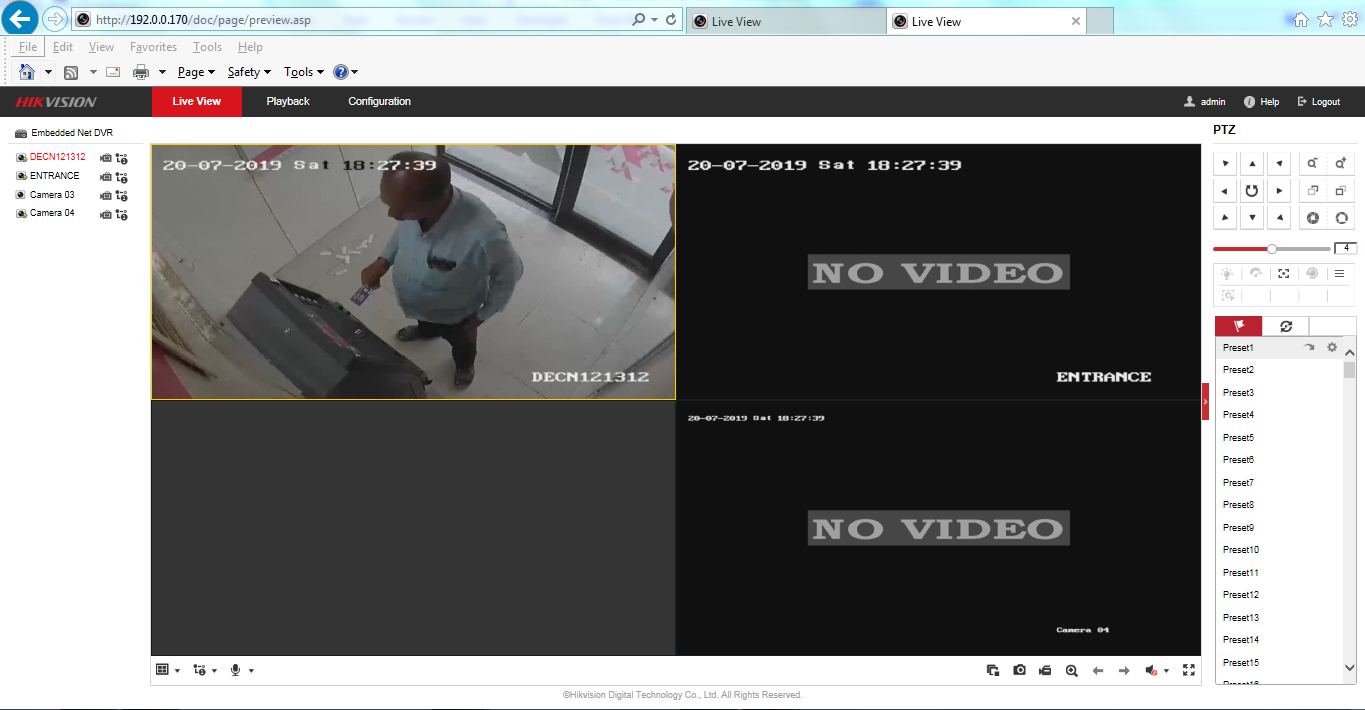 http://192.0.0.170/doc/page/preview.asp
Live View
Live View
File Edit View Favorites Tools Help
Page Safety Tools
HIKVISION Live View Playback Configuration admin Help Logout
Embedded Net DVR
DECN121312
ENTRANCE
Camera 03
Camera 04
20-07-2019 Sat 18:27:39
DECN121312
20-07-2019 Sat 18:27:39
NO VIDEO
ENTRANCE
20-07-2019 Sat 18:27:39
NO VIDEO
Camera 04
PTZ
4
Preset1
Preset2
Preset3
Preset4
Preset5
Preset6
Preset7
Preset8
Preset9
Preset10
Preset11
Preset12
Preset13
Preset14
Preset15
Preset16
©Hikvision Digital Technology Co., Ltd. All Rights Reserved.